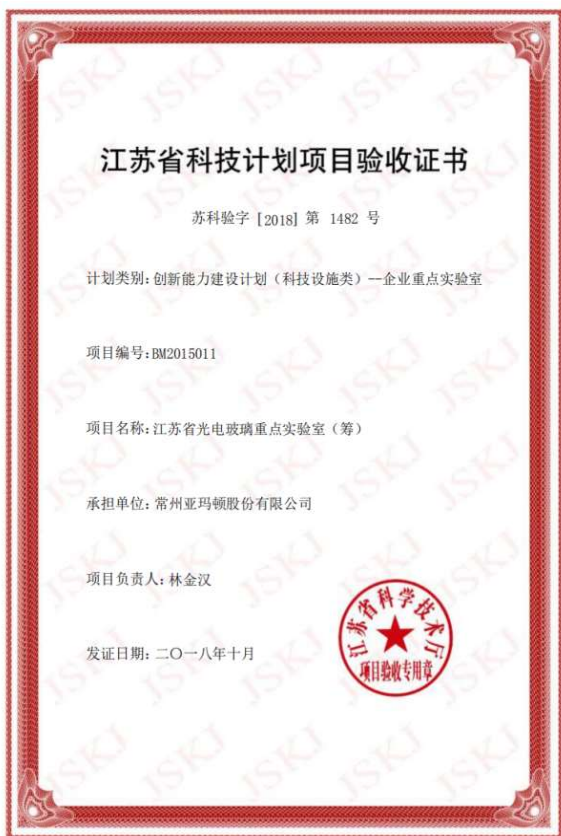 江苏省科技计划项目验收证书
苏科验字 [2018] 第 1482 号
计划类别：创新能力建设计划（科技设施类）--企业重点实验室
项目编号：BM2015011
项目名称：江苏省光电玻璃重点实验室（筹）
承担单位：常州亚玛顿股份有限公司
项目负责人：林金汉
发证日期：二〇一八年十月
江苏省科学技术厅
项目验收专用章
JSKJ